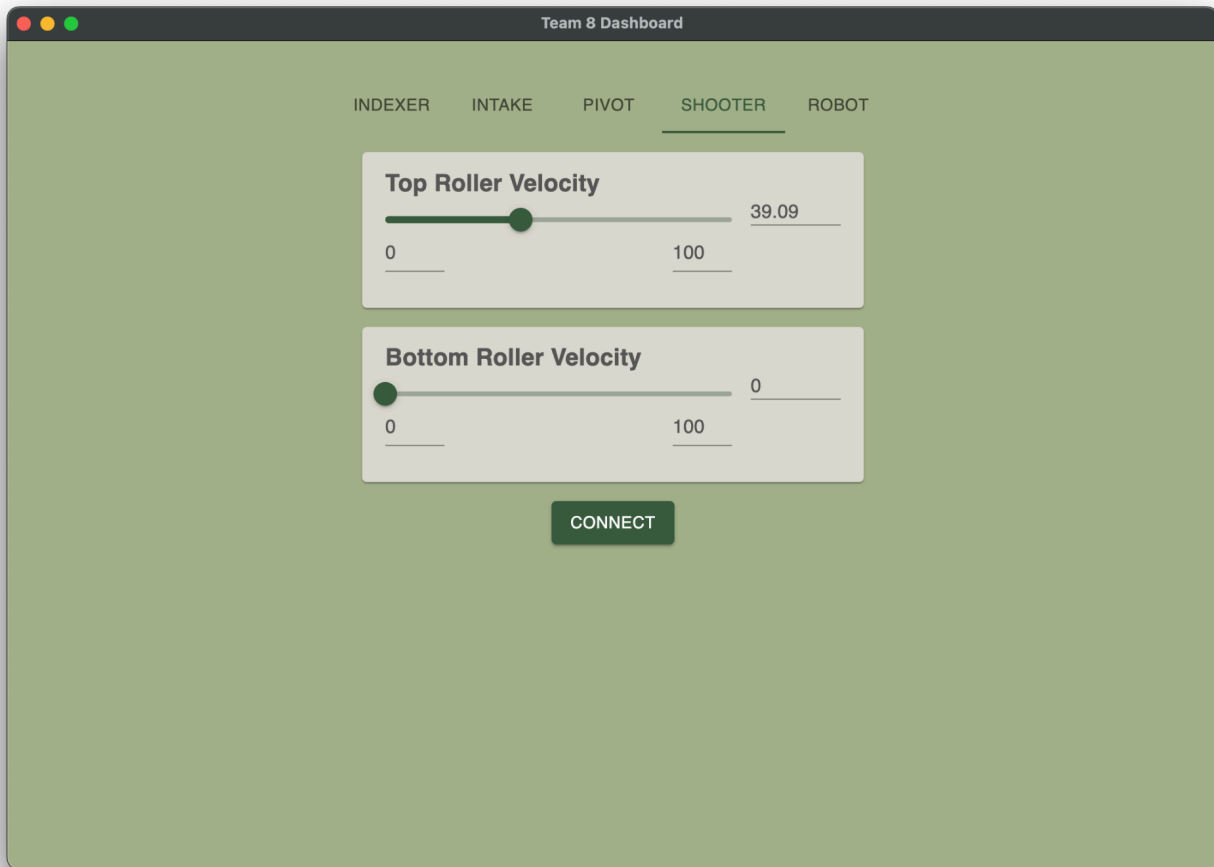 Team 8 Dashboard
INDEXER INTAKE PIVOT SHOOTER ROBOT
Top Roller Velocity
39.09
0 100
Bottom Roller Velocity
0
0 100
CONNECT